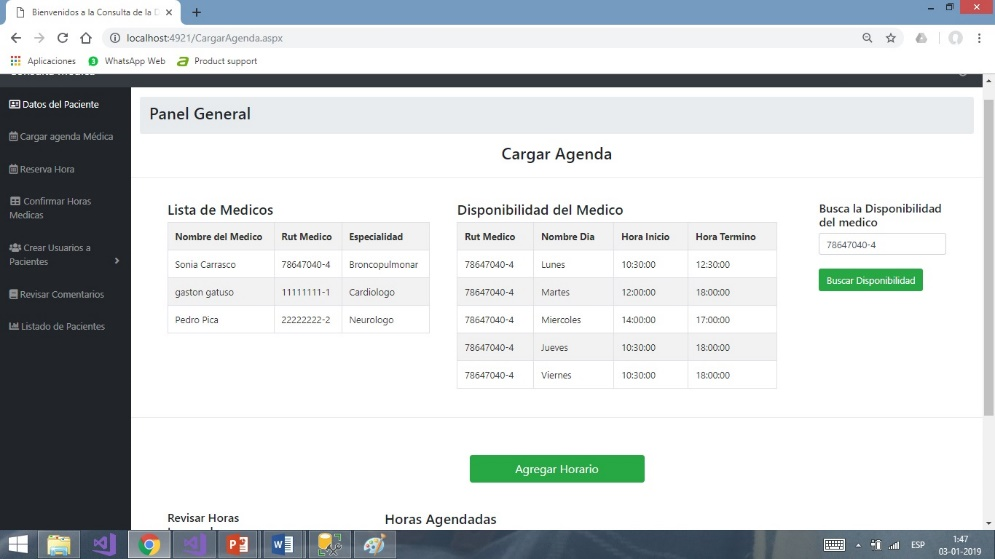 Bienvenidos a la Consulta de la D
localhost:4921/CargarAgenda.aspx
Aplicaciones WhatsApp Web Product support
Datos del Paciente
Cargar agenda Médica
Reserva Hora
Confirmar Horas
Medicas
Crear Usuarios a
Pacientes
Revisar Comentarios
Listado de Pacientes
Panel General
Cargar Agenda
Lista de Medicos
Nombre del Medico Rut Medico Especialidad
Sonia Carrasco 78647040-4 Broncopulmonar
gaston gatuso 11111111-1 Cardiologo
Pedro Pica 22222222-2 Neurologo
Disponibilidad del Medico
Rut Medico Nombre Dia Hora Inicio Hora Termino
78647040-4 Lunes 10:30:00 12:30:00
78647040-4 Martes 12:00:00 18:00:00
78647040-4 Miercoles 14:00:00 17:00:00
78647040-4 Jueves 10:30:00 18:00:00
78647040-4 Viernes 10:30:00 18:00:00
Busca la Disponibilidad
del medico
78647040-4
Buscar Disponibilidad
Agregar Horario
Revisar Horas
Horas Agendadas
ESP
1:47
03-01-2019